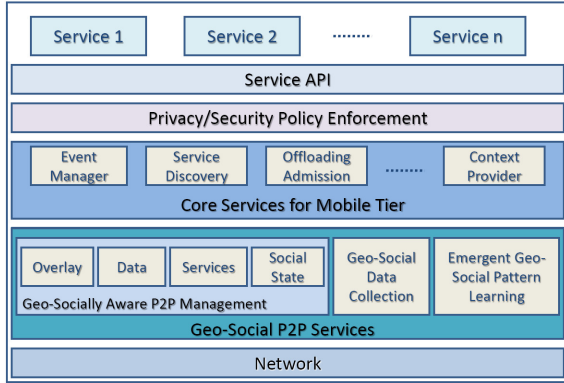 Service 1
Service 2
........
Service n
Service API
Privacy/Security Policy Enforcement
Event
Manager
Service
Discovery
Offloading
Admission
........
Context
Provider
Core Services for Mobile Tier
Overlay
Data
Services
Social
State
Geo-Socially Aware P2P Management
Geo-Social
Data
Collection
Emergent Geo-
Social Pattern
Learning
Geo-Social P2P Services
Network